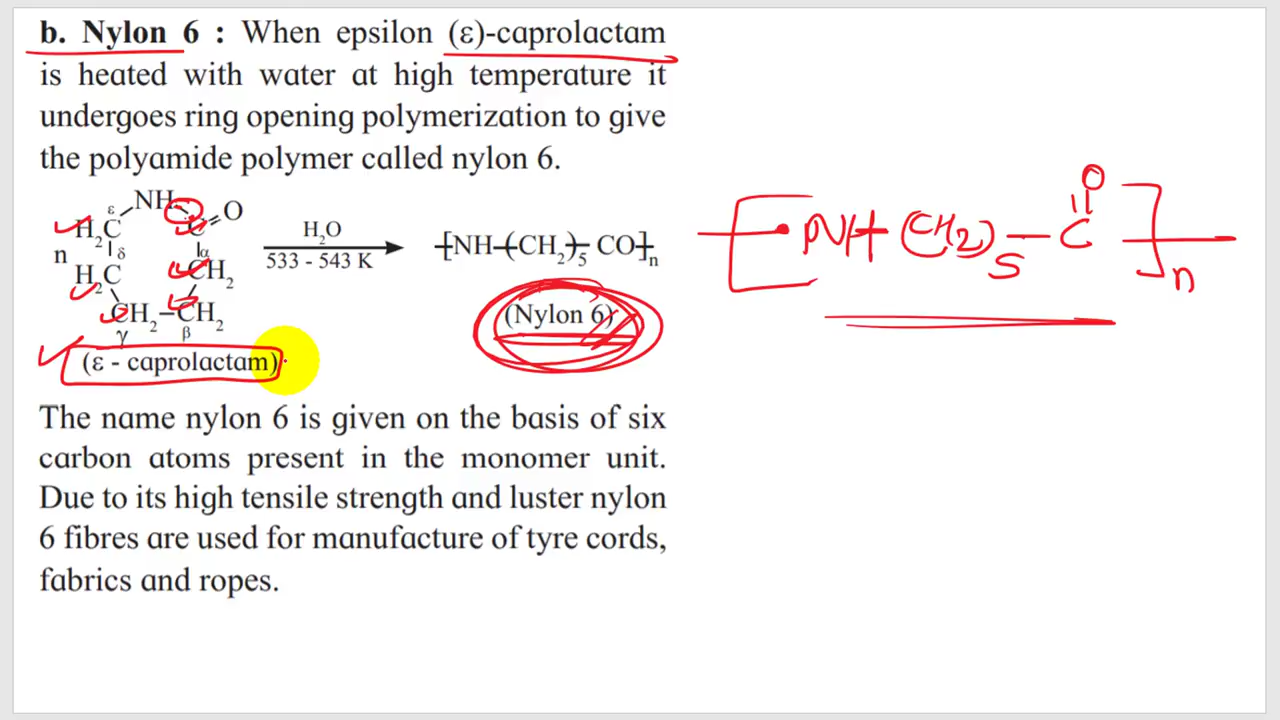 b. Nylon 6 : When epsilon (ε)-caprolactam
is heated with water at high temperature it
undergoes ring opening polymerization to give
the polyamide polymer called nylon 6.
ε NH
H₂C C=O
n δ α
H₂C CH₂
CH₂–CH₂
γ β
(ε - caprolactam)
H₂O
533 - 543 K
[NH-(CH₂)₅-CO]ₙ
(Nylon 6)
[NH-(CH₂)₅-C]ₙ
O
The name nylon 6 is given on the basis of six
carbon atoms present in the monomer unit.
Due to its high tensile strength and luster nylon
6 fibres are used for manufacture of tyre cords,
fabrics and ropes.